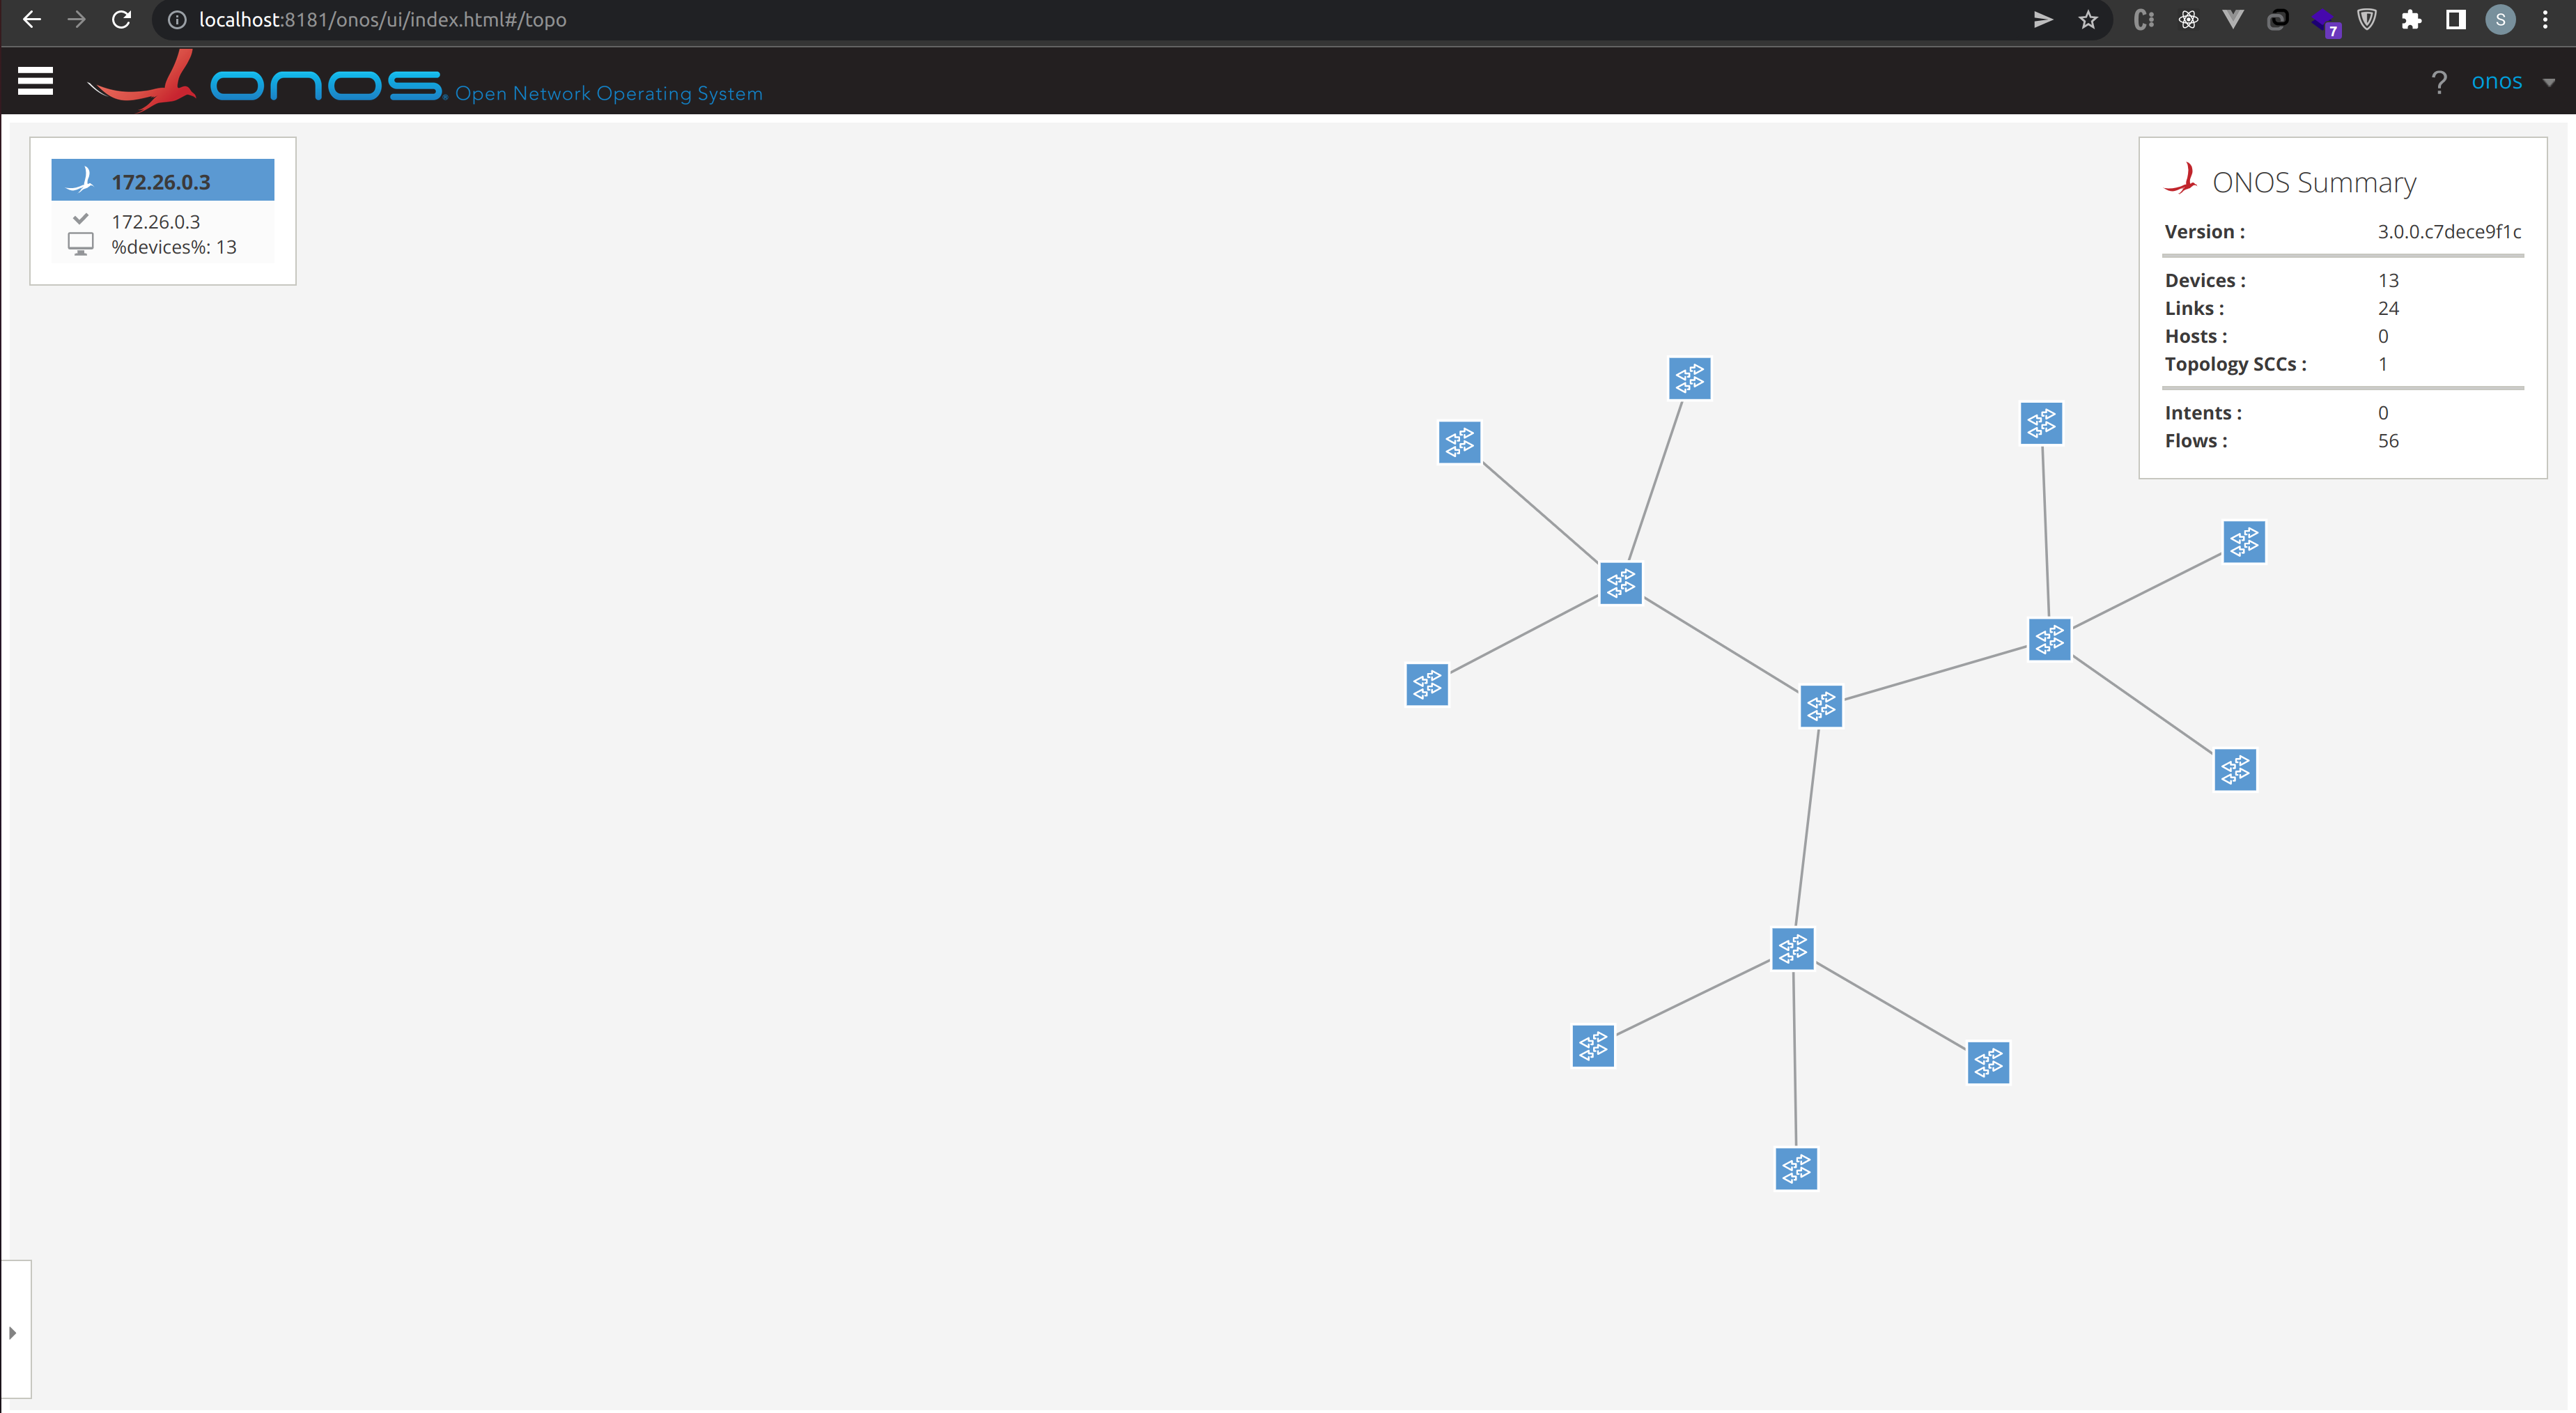 localhost:8181/onos/ui/index.html#/topo
7
S
onos Open Network Operating System
? onos
172.26.0.3
172.26.0.3
%devices%: 13
ONOS Summary
Version : 3.0.0.c7dece9f1c
Devices : 13
Links : 24
Hosts : 0
Topology SCCs : 1
Intents : 0
Flows : 56